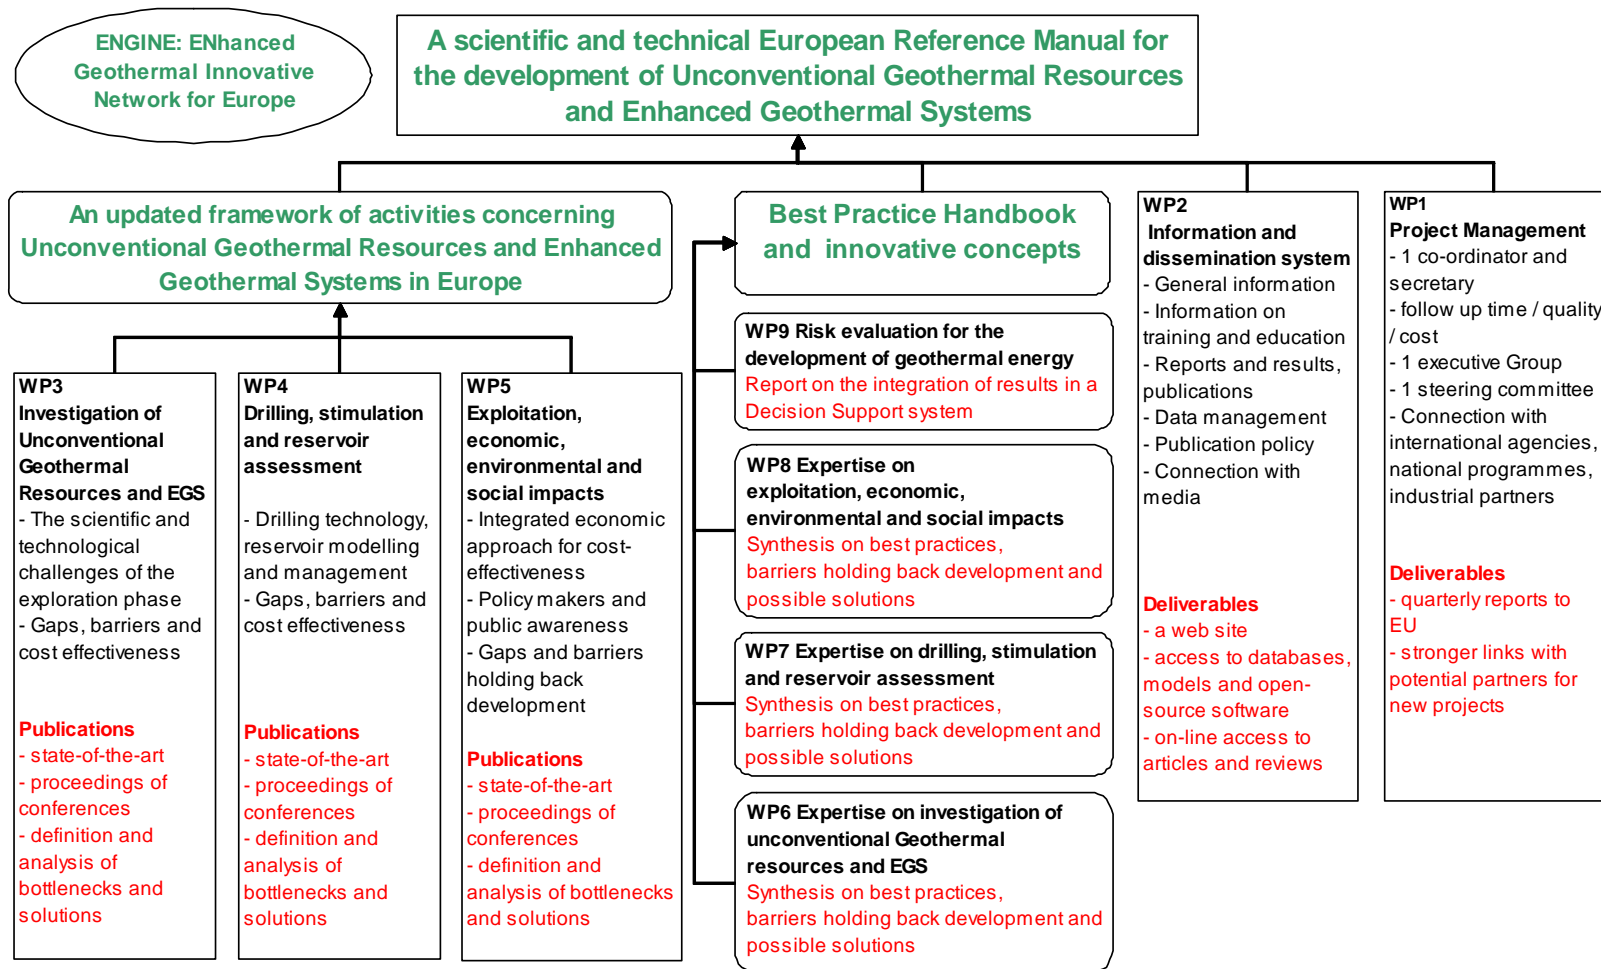 ENGINE: ENhanced
Geothermal Innovative
Network for Europe
A scientific and technical European Reference Manual for
the development of Unconventional Geothermal Resources
and Enhanced Geothermal Systems
An updated framework of activities concerning
Unconventional Geothermal Resources and Enhanced
Geothermal Systems in Europe
WP3
Investigation of
Unconventional
Geothermal
Resources and EGS
- The scientific and
technological
challenges of the
exploration phase
- Gaps, barriers and
cost effectiveness
Publications
- state-of-the-art
- proceedings of
conferences
- definition and
analysis of
bottlenecks and
solutions
WP4
Drilling, stimulation
and reservoir
assessment
- Drilling technology,
reservoir modelling
and management
- Gaps, barriers and
cost effectiveness
Publications
- state-of-the-art
- proceedings of
conferences
- definition and
analysis of
bottlenecks and
solutions
WP5
Exploitation,
economic,
environmental and
social impacts
- Integrated economic
approach for cost-
effectiveness
- Policy makers and
public awareness
- Gaps and barriers
holding back
development
Publications
- state-of-the-art
- proceedings of
conferences
- definition and
analysis of bottlenecks
and solutions
Best Practice Handbook
and innovative concepts
WP9 Risk evaluation for the
development of geothermal energy
Report on the integration of results in a
Decision Support system
WP8 Expertise on
exploitation, economic,
environmental and social impacts
Synthesis on best practices,
barriers holding back development and
possible solutions
WP7 Expertise on drilling, stimulation
and reservoir assessment
Synthesis on best practices,
barriers holding back development and
possible solutions
WP6 Expertise on investigation of
unconventional Geothermal
resources and EGS
Synthesis on best practices,
barriers holding back development and
possible solutions
WP2
Information and
dissemination system
- General information
- Information on
training and education
- Reports and results,
publications
- Data management
- Publication policy
- Connection with
media
Deliverables
- a web site
- access to databases,
models and open-
source software
- on-line access to
articles and reviews
WP1
Project Management
- 1 co-ordinator and
secretary
- follow up time / quality
/ cost
- 1 executive Group
- 1 steering committee
- Connection with
international agencies,
national programmes,
industrial partners
Deliverables
- quarterly reports to
EU
- stronger links with
potential partners for
new projects